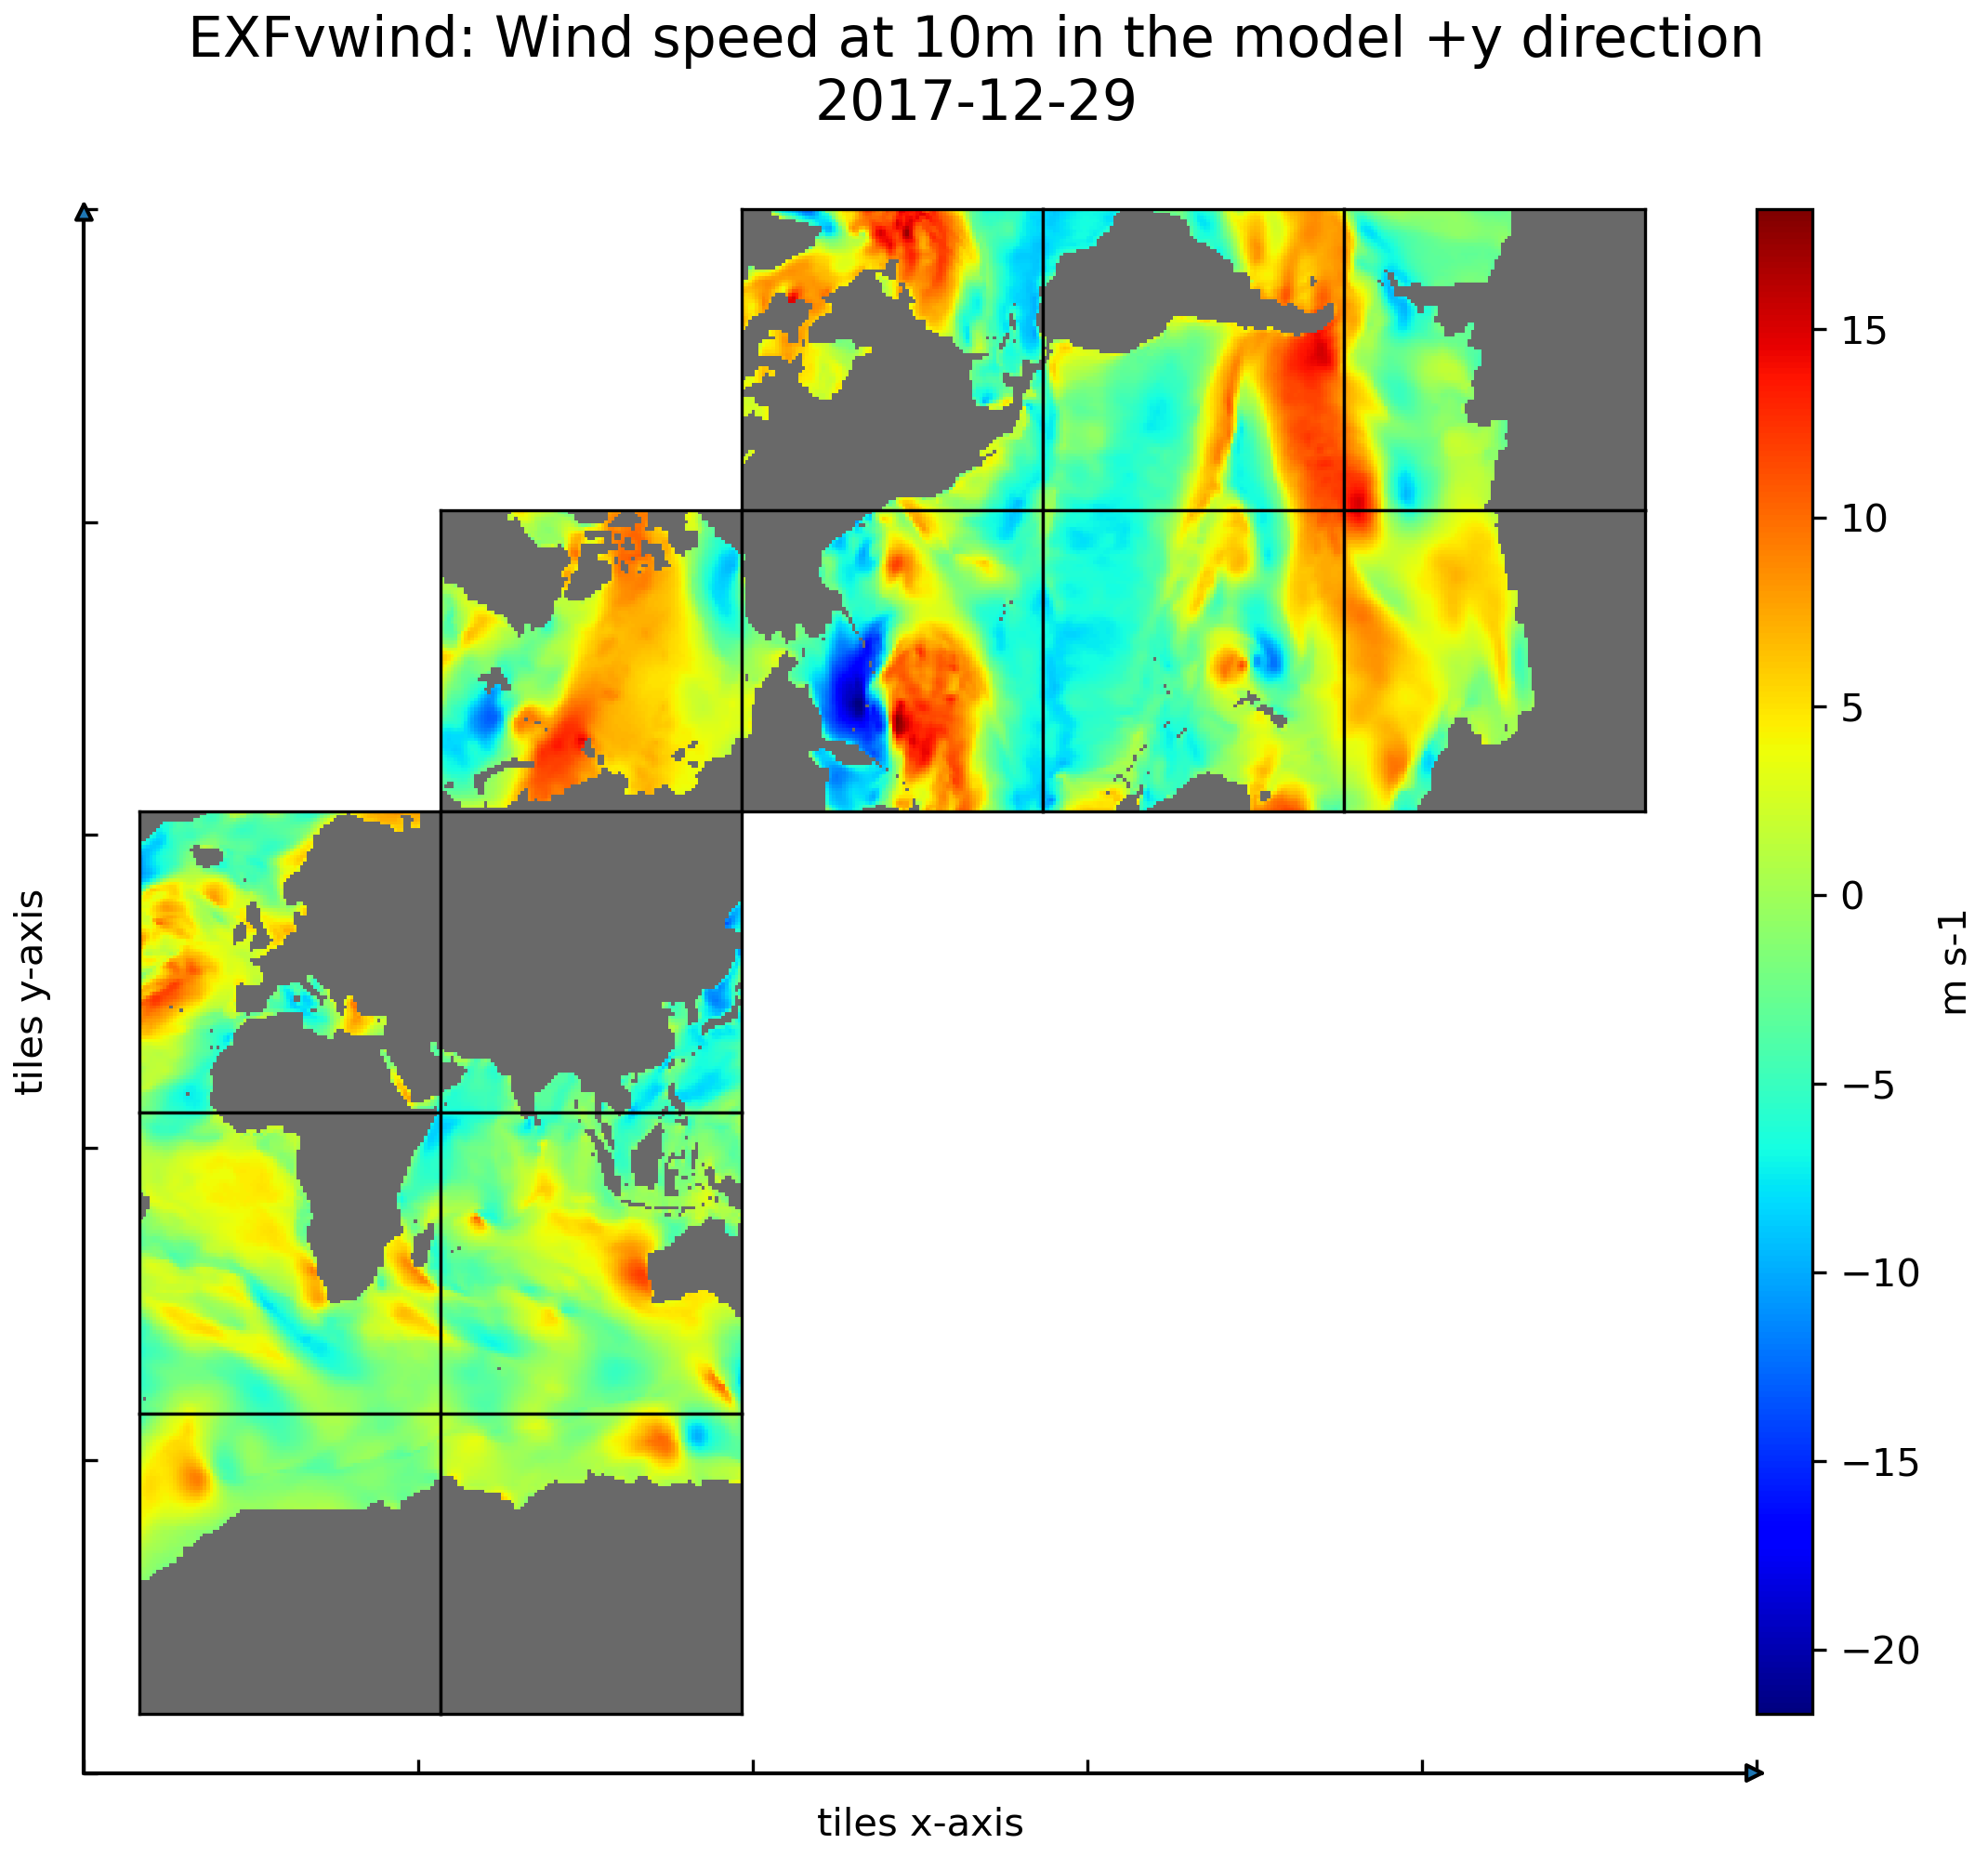 EXFvwind: Wind speed at 10m in the model +y direction
2017-12-29
15
10
5
0
−5
−10
−15
−20
m s-1
tiles y-axis
tiles x-axis